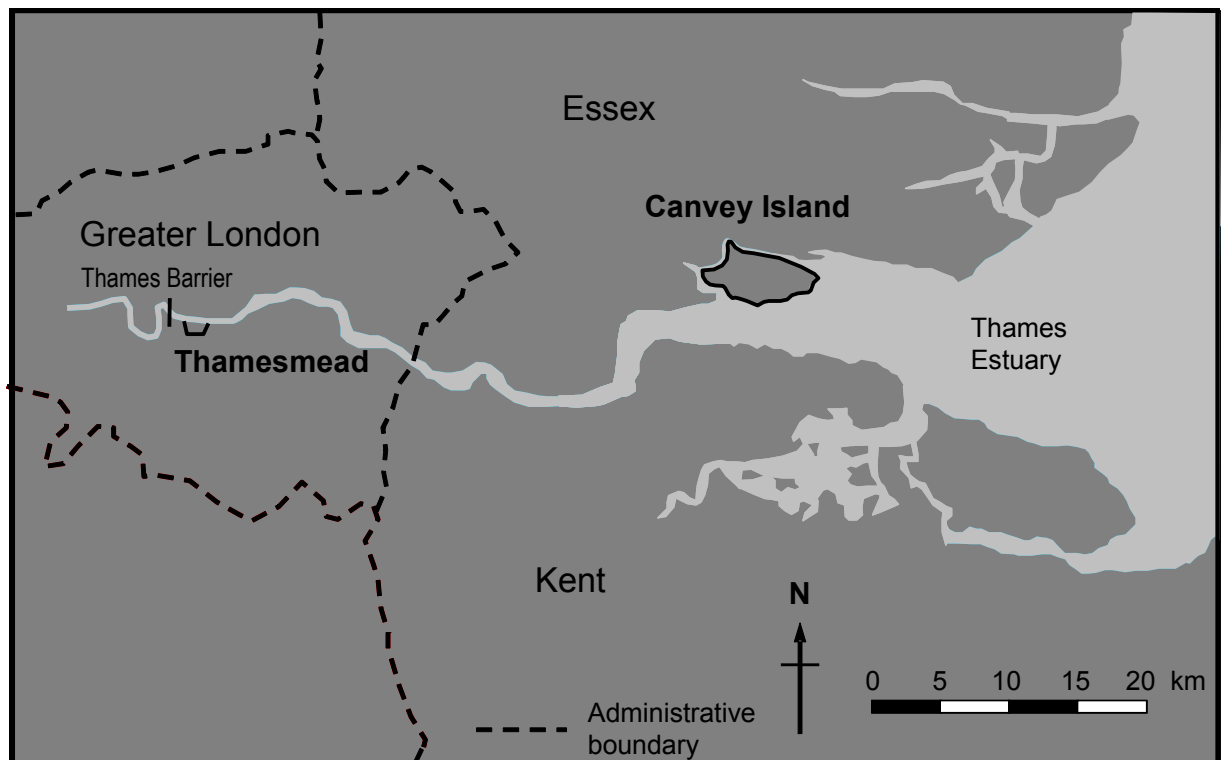 Essex
Canvey Island
Greater London
Thames Barrier
Thamesmead
Thames
Estuary
Kent
N
0 5 10 15 20 km
Administrative
boundary